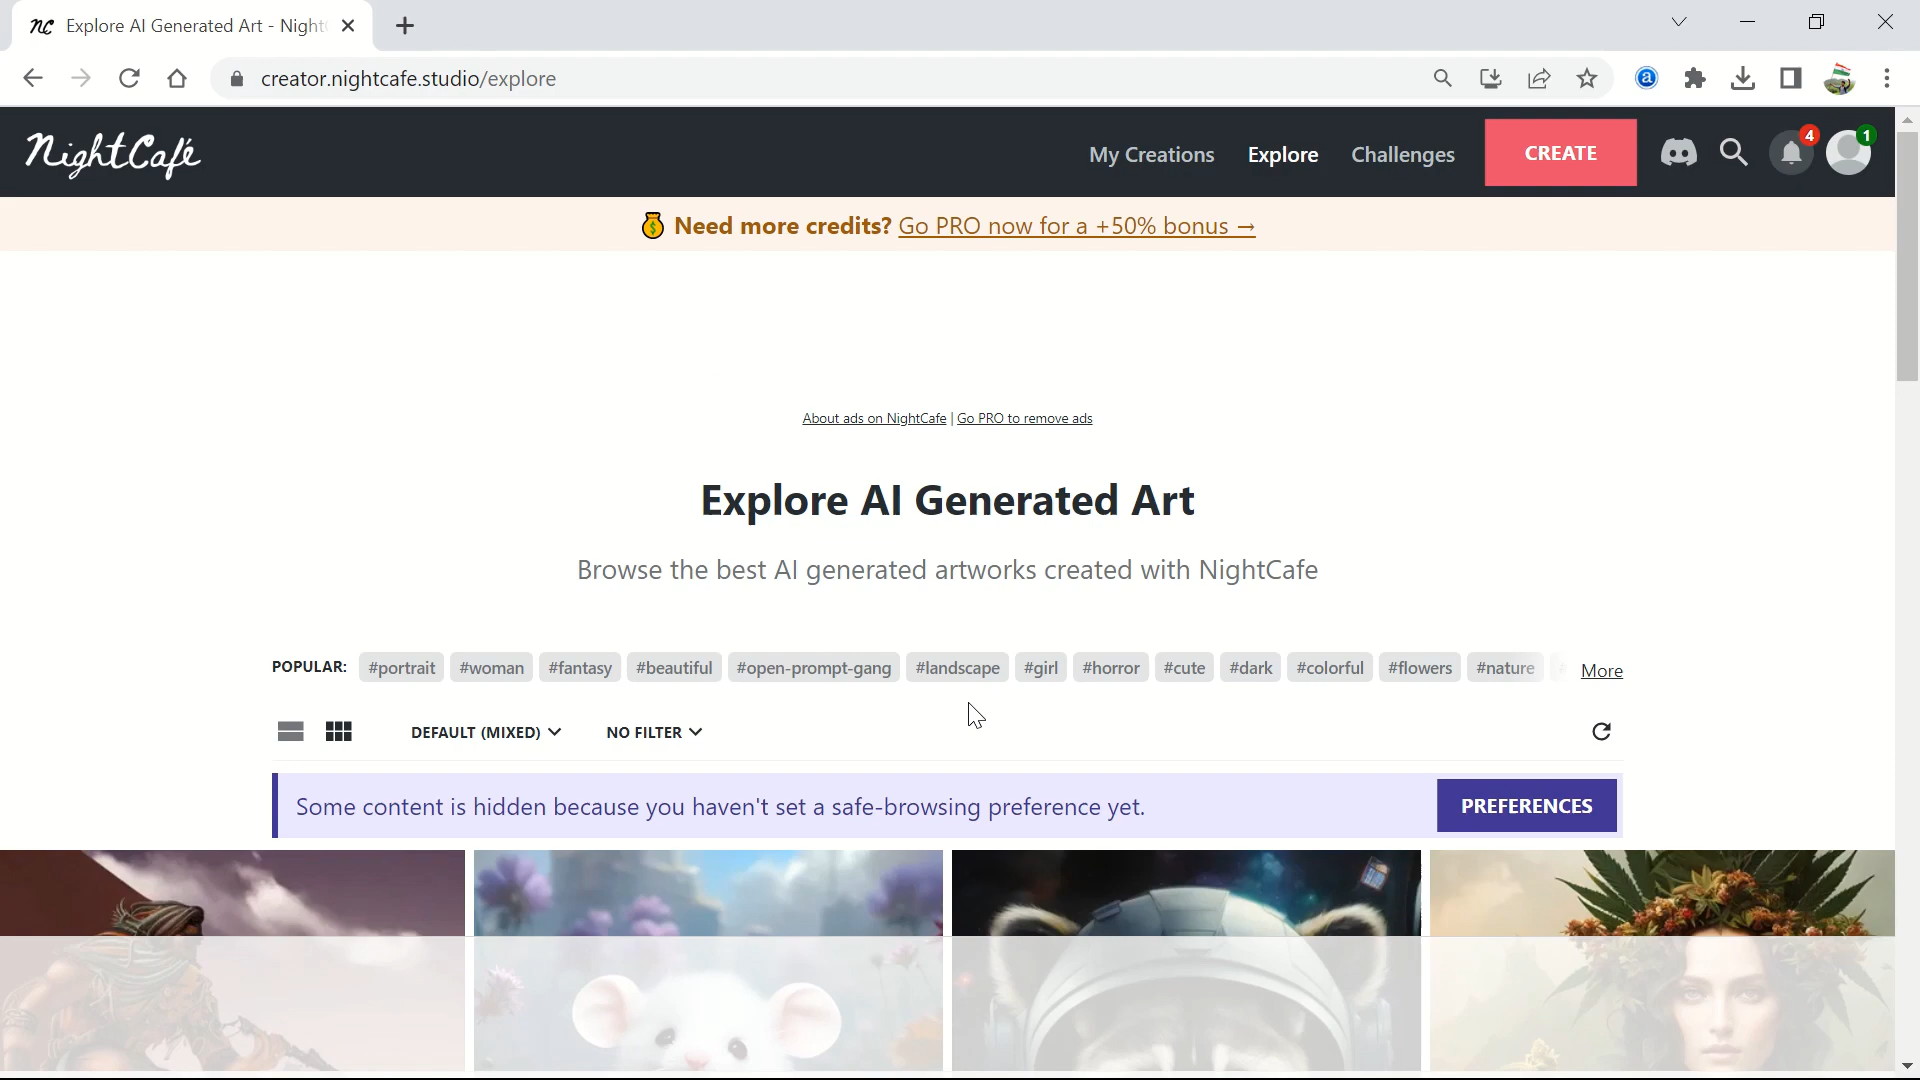 NC Explore AI Generated Art - Night
creator.nightcafe.studio/explore
NightCafé
My Creations Explore Challenges CREATE 4 1
Need more credits? Go PRO now for a +50% bonus →
About ads on NightCafe | Go PRO to remove ads
Explore AI Generated Art
Browse the best AI generated artworks created with NightCafe
POPULAR: #portrait #woman #fantasy #beautiful #open-prompt-gang #landscape #girl #horror #cute #dark #colorful #flowers #nature More
DEFAULT (MIXED) NO FILTER
Some content is hidden because you haven't set a safe-browsing preference yet. PREFERENCES